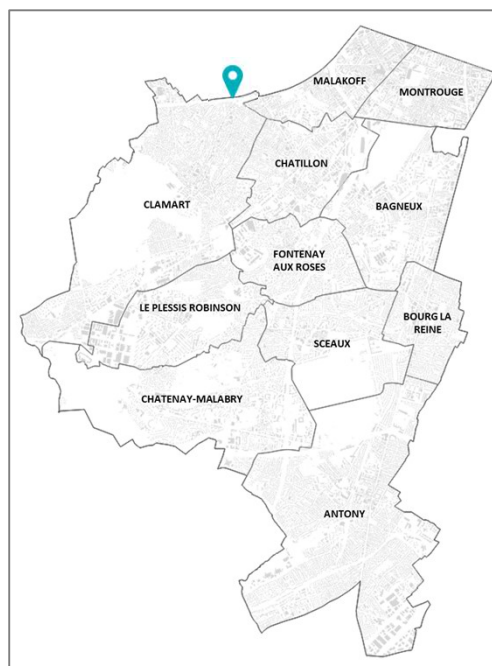 MALAKOFF
MONTROUGE
CHATILLON
CLAMART
BAGNEUX
FONTENAY
AUX ROSES
LE PLESSIS ROBINSON
BOURG LA
REINE
SCEAUX
CHATENAY-MALABRY
ANTONY